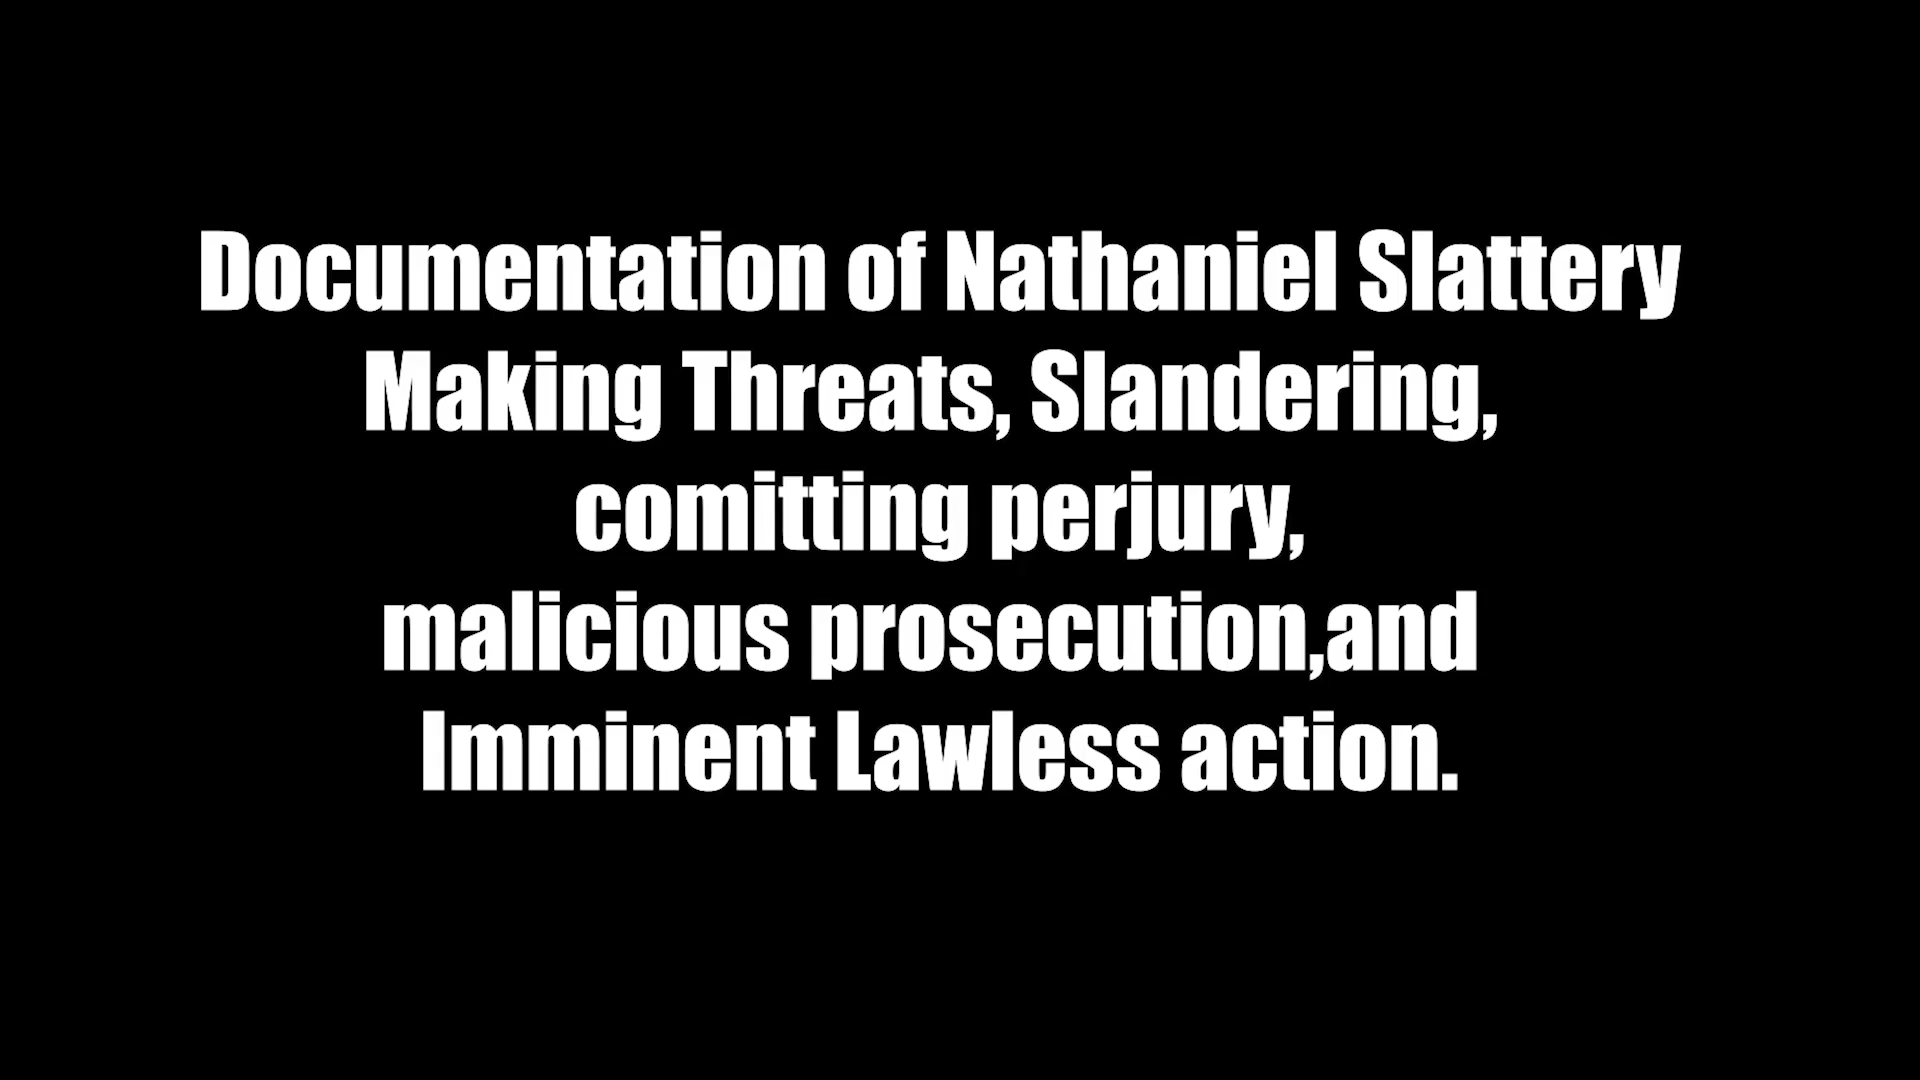 Documentation of Nathaniel Slattery
Making Threats, Slandering,
comitting perjury,
malicious prosecution,and
Imminent Lawless action.